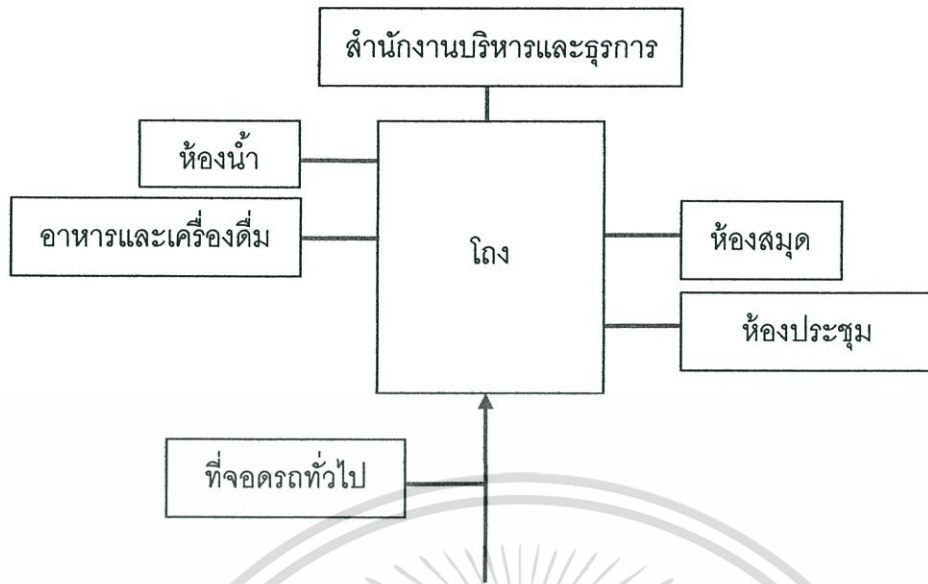 สำนักงานบริหารและธุรการ
ห้องน้ำ
อาหารและเครื่องดื่ม
โถง
ห้องสมุด
ห้องประชุม
ที่จอดรถทั่วไป